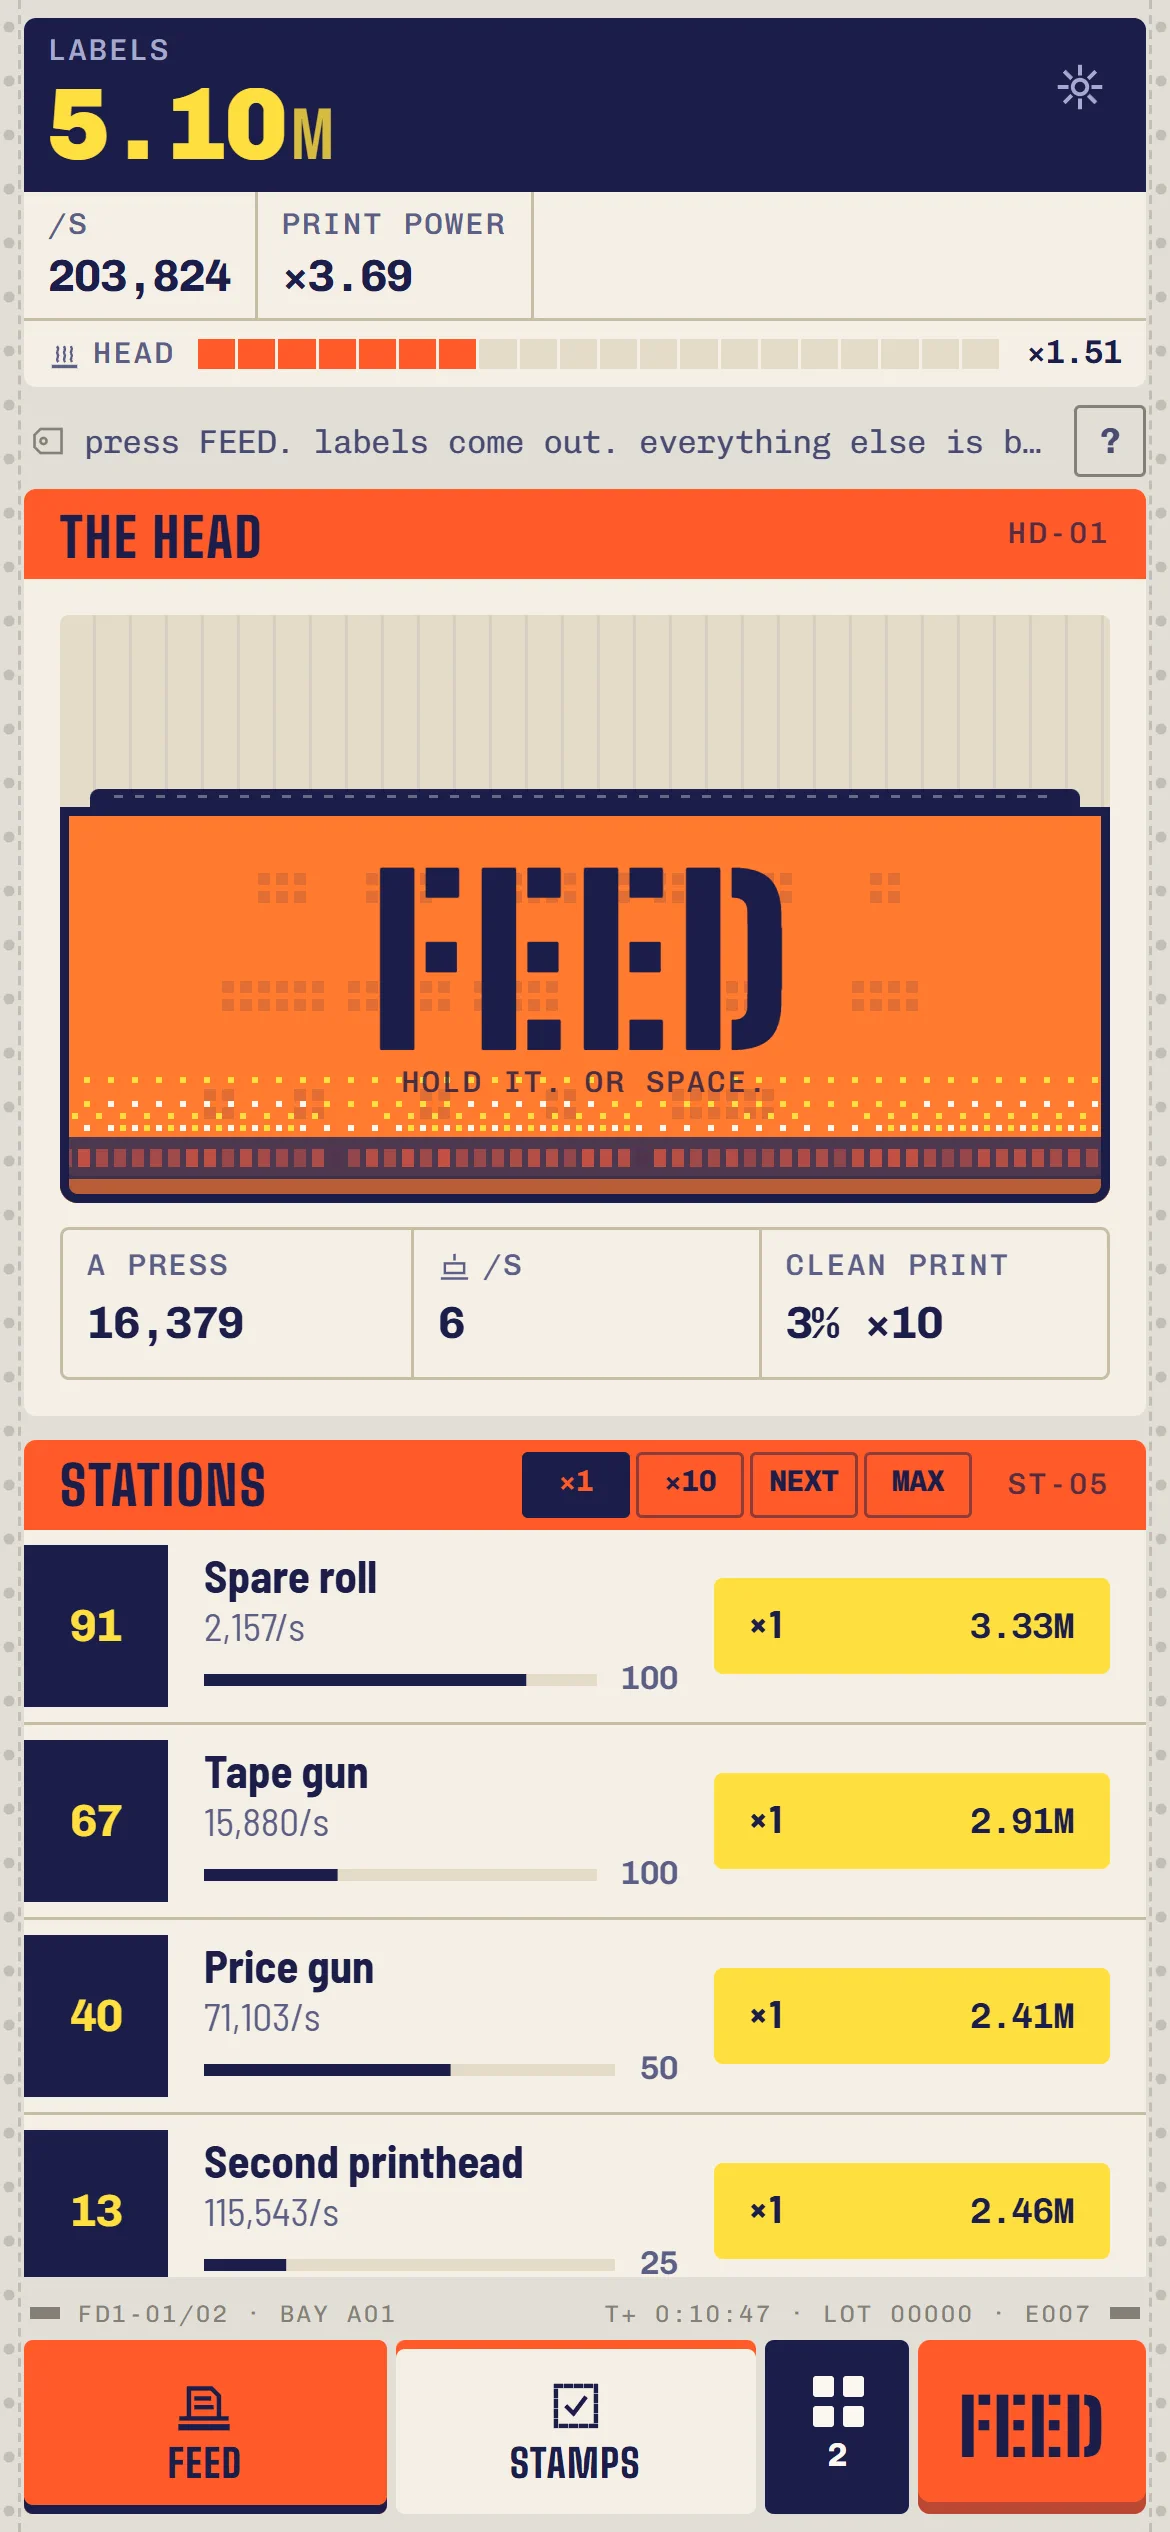 LABELS
5.10M
/S
203,824
PRINT POWER
×3.69
HEAD
×1.51
press FEED. labels come out. everything else is b…
?
THE HEAD
HD-01
FEED
HOLD IT. OR SPACE.
A PRESS
16,379
/S
6
CLEAN PRINT
3% ×10
STATIONS
×1
×10
NEXT
MAX
ST-05
91
Spare roll
2,157/s
100
×1 3.33M
67
Tape gun
15,880/s
100
×1 2.91M
40
Price gun
71,103/s
50
×1 2.41M
13
Second printhead
115,543/s
25
×1 2.46M
FD1-01/02 · BAY A01
T+ 0:10:47 · LOT 00000 · E007
FEED
STAMPS
2
FEED